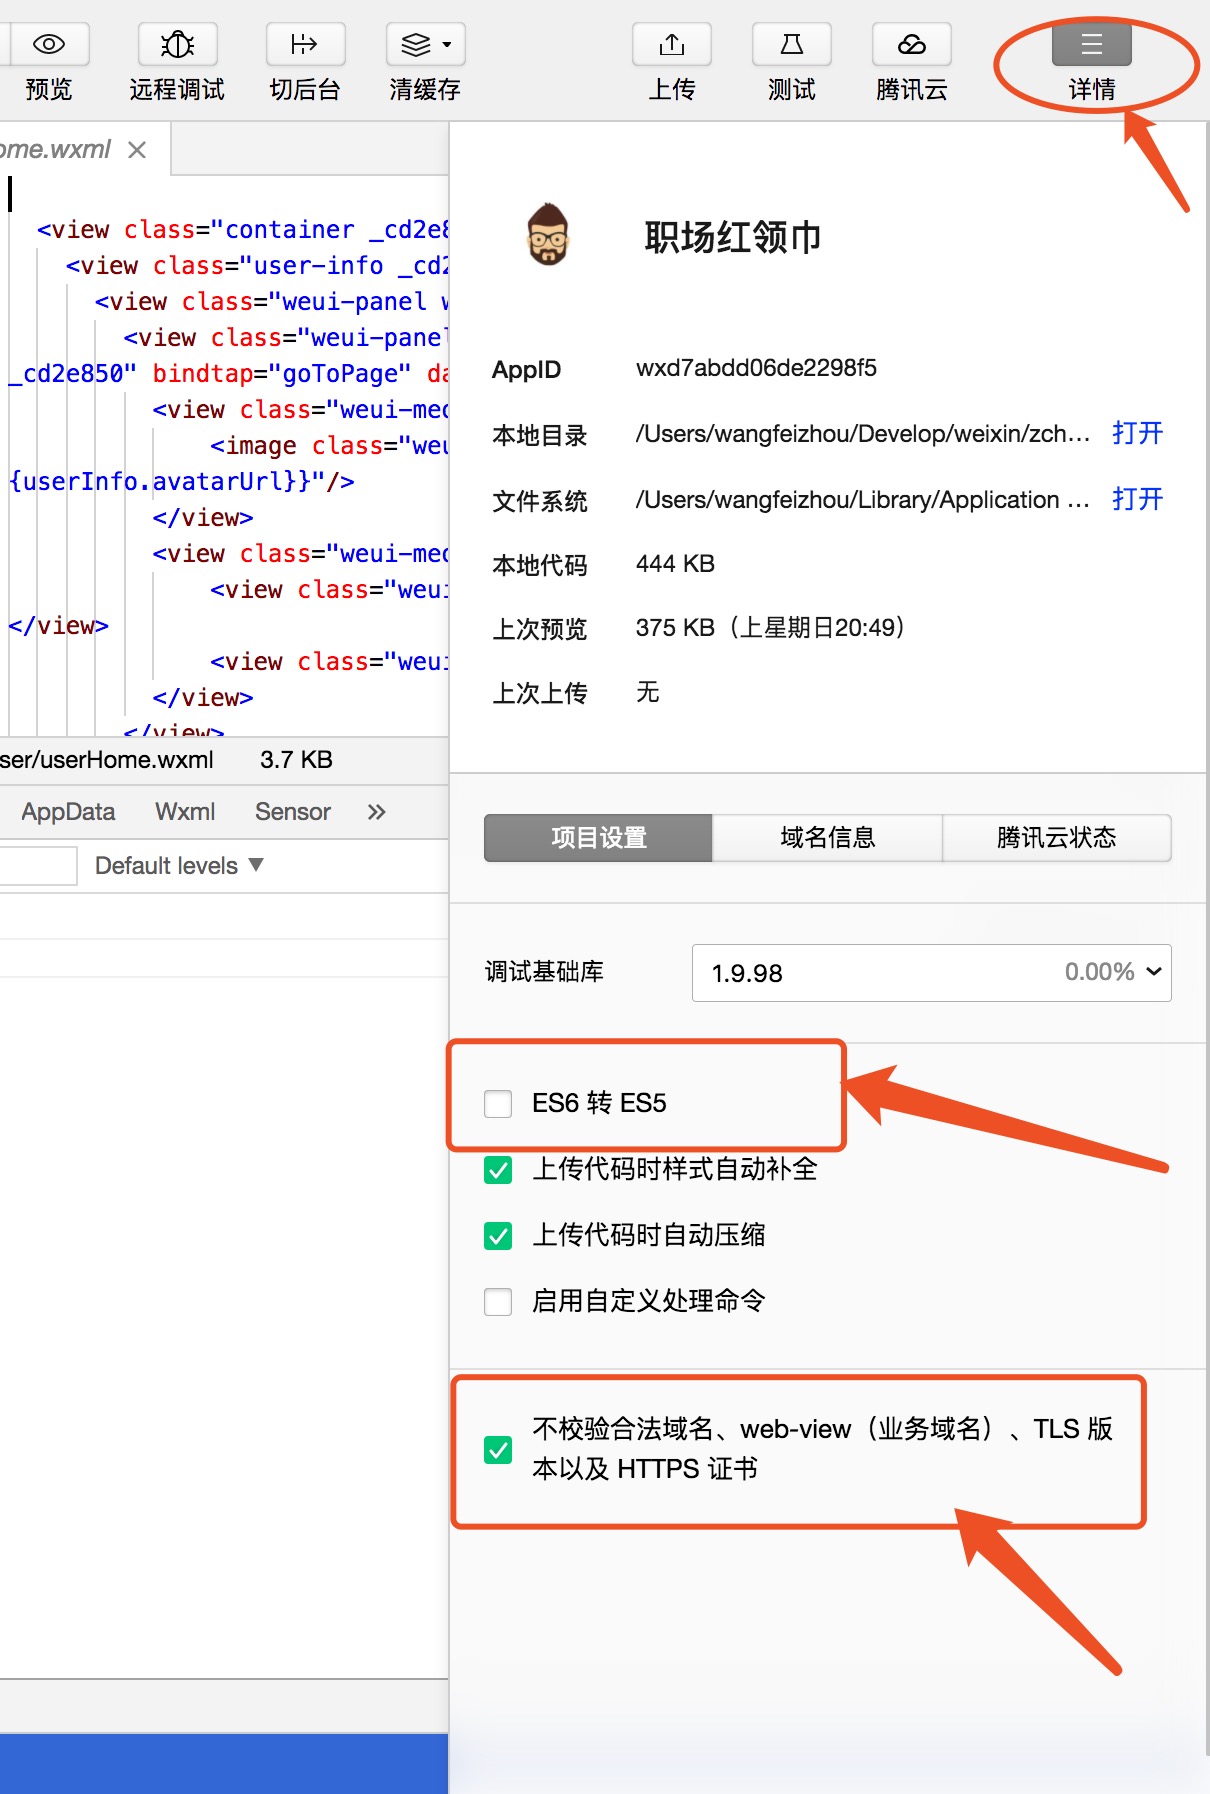 预览
远程调试
切后台
清缓存
上传
测试
腾讯云
详情
ome.wxml
<view class="container _cd2e8
<view class="user-info _cd2
<view class="weui-panel w
<view class="weui-panel
_cd2e850" bindtap="goToPage" da
<view class="weui-med
<image class="weu
{userInfo.avatarUrl}}"/>
</view>
<view class="weui-med
<view class="weui
</view>
<view class="weui
</view>
</view>
ser/userHome.wxml 3.7 KB
AppData Wxml Sensor
Default levels ▼
职场红领巾
AppID wxd7abdd06de2298f5
本地目录 /Users/wangfeizhou/Develop/weixin/zch... 打开
文件系统 /Users/wangfeizhou/Library/Application ... 打开
本地代码 444 KB
上次预览 375 KB（上星期日20:49）
上次上传 无
项目设置 域名信息 腾讯云状态
调试基础库 1.9.98 0.00%
ES6 转 ES5
上传代码时样式自动补全
上传代码时自动压缩
启用自定义处理命令
不校验合法域名、web-view（业务域名）、TLS 版
本以及 HTTPS 证书